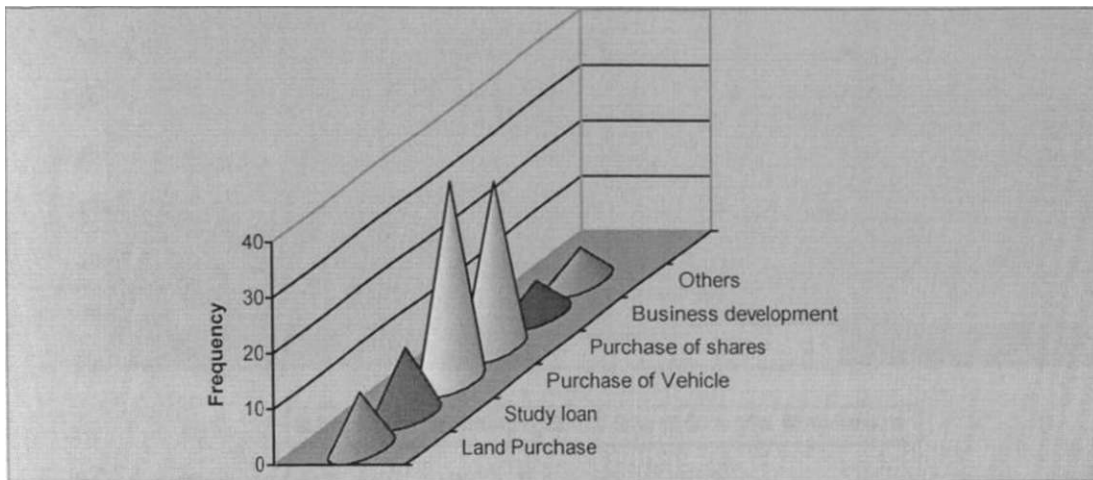 40
30
20
10
0
Frequency
Others
Business development
Purchase of shares
Purchase of Vehicle
Study loan
Land Purchase